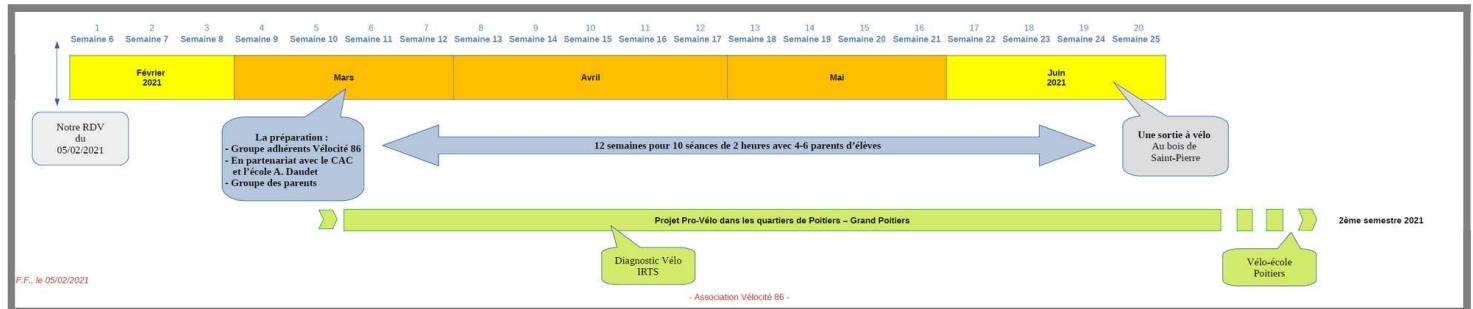 1 2 3 4 5 6 7 8 9 10 11 12 13 14 15 16 17 18 19 20
Semaine 6 Semaine 7 Semaine 8 Semaine 9 Semaine 10 Semaine 11 Semaine 12 Semaine 13 Semaine 14 Semaine 15 Semaine 16 Semaine 17 Semaine 18 Semaine 19 Semaine 20 Semaine 21 Semaine 22 Semaine 23 Semaine 24 Semaine 25
Février
2021
Mars
Avril
Mai
Juin
2021
Notre RDV
du
05/02/2021
La préparation :
- Groupe adhérents Vélocité 86
- En partenariat avec le CAC
et l'école A. Daudet
- Groupe des parents
12 semaines pour 10 séances de 2 heures avec 4-6 parents d'élèves
Une sortie à vélo
Au bois de
Saint-Pierre
Projet Pro-Vélo dans les quartiers de Poitiers – Grand Poitiers
2ème semestre 2021
Diagnostic Vélo
IRTS
Vélo-école
Poitiers
F.F., le 05/02/2021
- Association Vélocité 86 -